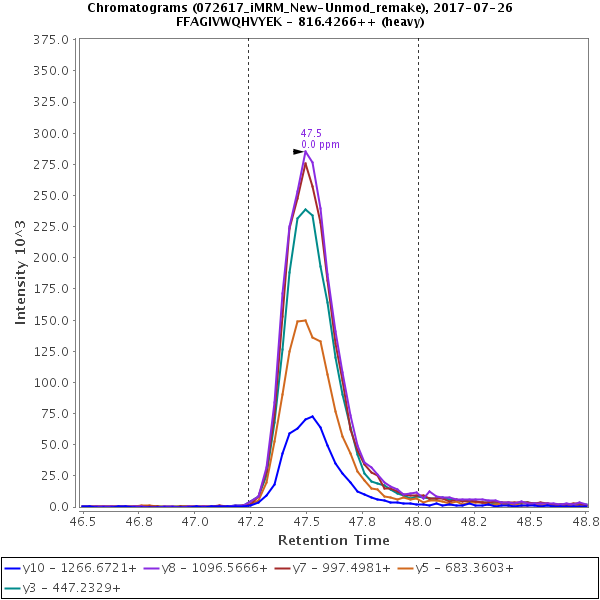 Chromatograms (072617_iMRM_New-Unmod_remake), 2017-07-26
FFAGIVWQHVYEK - 816.4266++ (heavy)
375.0
350.0
325.0
300.0
275.0
250.0
225.0
200.0
175.0
150.0
125.0
100.0
75.0
50.0
25.0
0.0
Intensity 10^3
47.5
0.0 ppm
46.5 46.8 47.0 47.2 47.5 47.8 48.0 48.2 48.5 48.8
Retention Time
y10 - 1266.6721+ y8 - 1096.5666+ y7 - 997.4981+ y5 - 683.3603+
y3 - 447.2329+